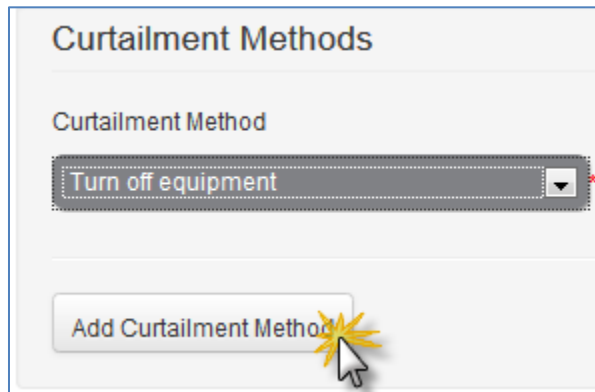 Curtailment Methods
Curtailment Method
Turn off equipment *
Add Curtailment Method